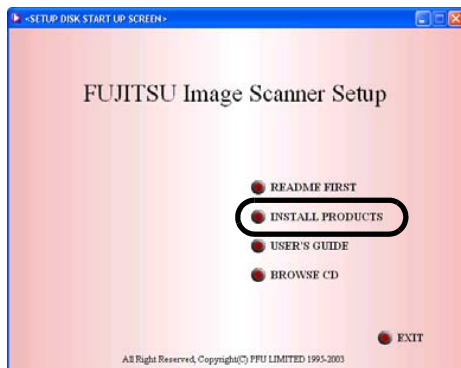 <SETUP DISK START UP SCREEN>
FUJITSU Image Scanner Setup
README FIRST
INSTALL PRODUCTS
USER'S GUIDE
BROWSE CD
EXIT
All Right Reserved, Copyright(C) PFU LIMITED 1995-2003